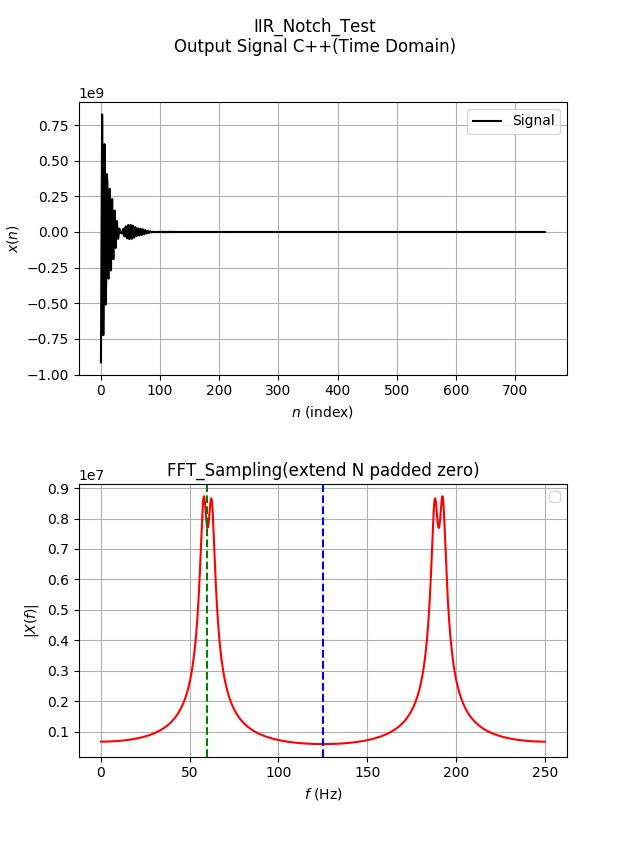 IIR_Notch_Test
Output Signal C++(Time Domain)
1e9
Signal
0.75
0.50
0.25
0.00
−0.25
−0.50
−0.75
−1.00
x(n)
0 100 200 300 400 500 600 700
n (index)
FFT_Sampling(extend N padded zero)
1e7
0.9
0.8
0.7
0.6
0.5
0.4
0.3
0.2
0.1
|X(f)|
0 50 100 150 200 250
f (Hz)